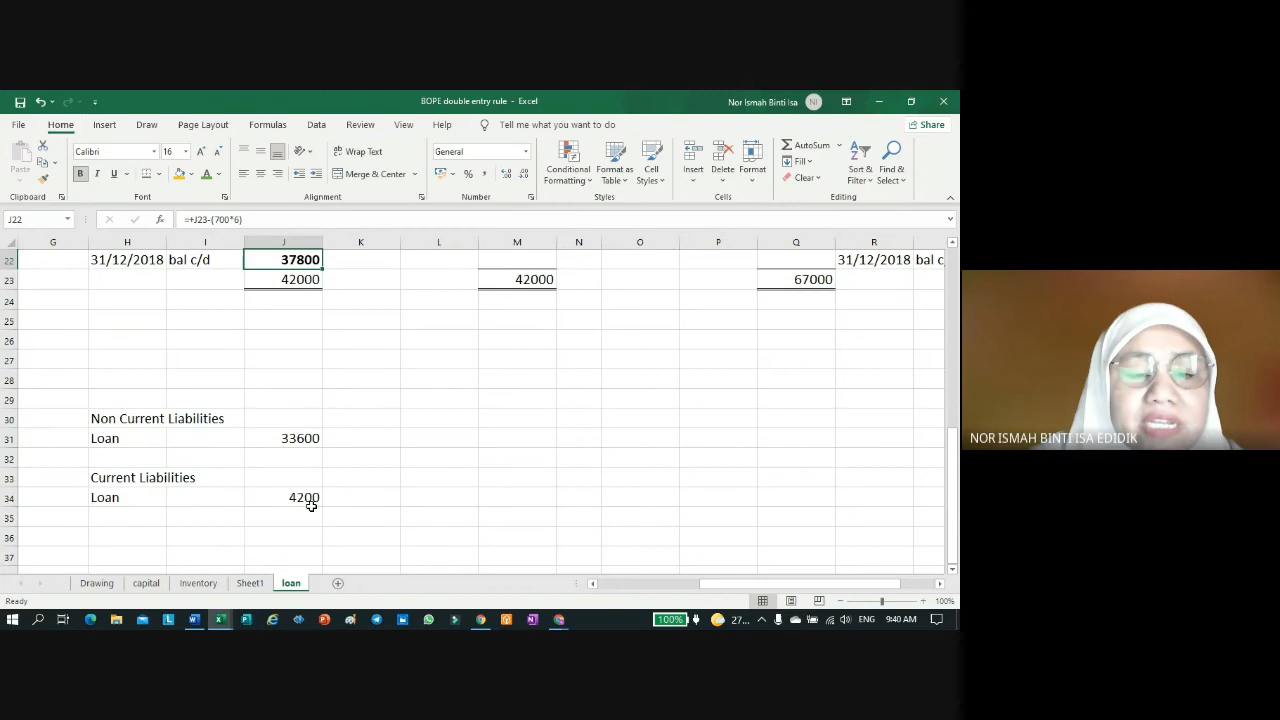 BOPE double entry rule - Excel
Nor Ismah Binti Isa NI
File Home Insert Draw Page Layout Formulas Data Review View Help Tell me what you want to do Share
Calibri 16 Wrap Text General AutoSum
Paste B I U Merge & Center Conditional Formatting Format as Table Cell Styles Insert Delete Format Fill Clear Sort & Filter Find & Select
Clipboard Font Alignment Number Styles Cells Editing
J22 =+J23-(700*6)
G H I J K L M N O P Q R
22 31/12/2018 bal c/d 37800 31/12/2018 bal c
23 42000 42000 67000
24
25
26
27
28
29
30 Non Current Liabilities
31 Loan 33600
32
33 Current Liabilities
34 Loan 4200
35
36
37
Drawing capital Inventory Sheet1 loan
Ready 100%
100% 27... ENG 9:40 AM
NOR ISMAH BINTI ISA EDIDIK